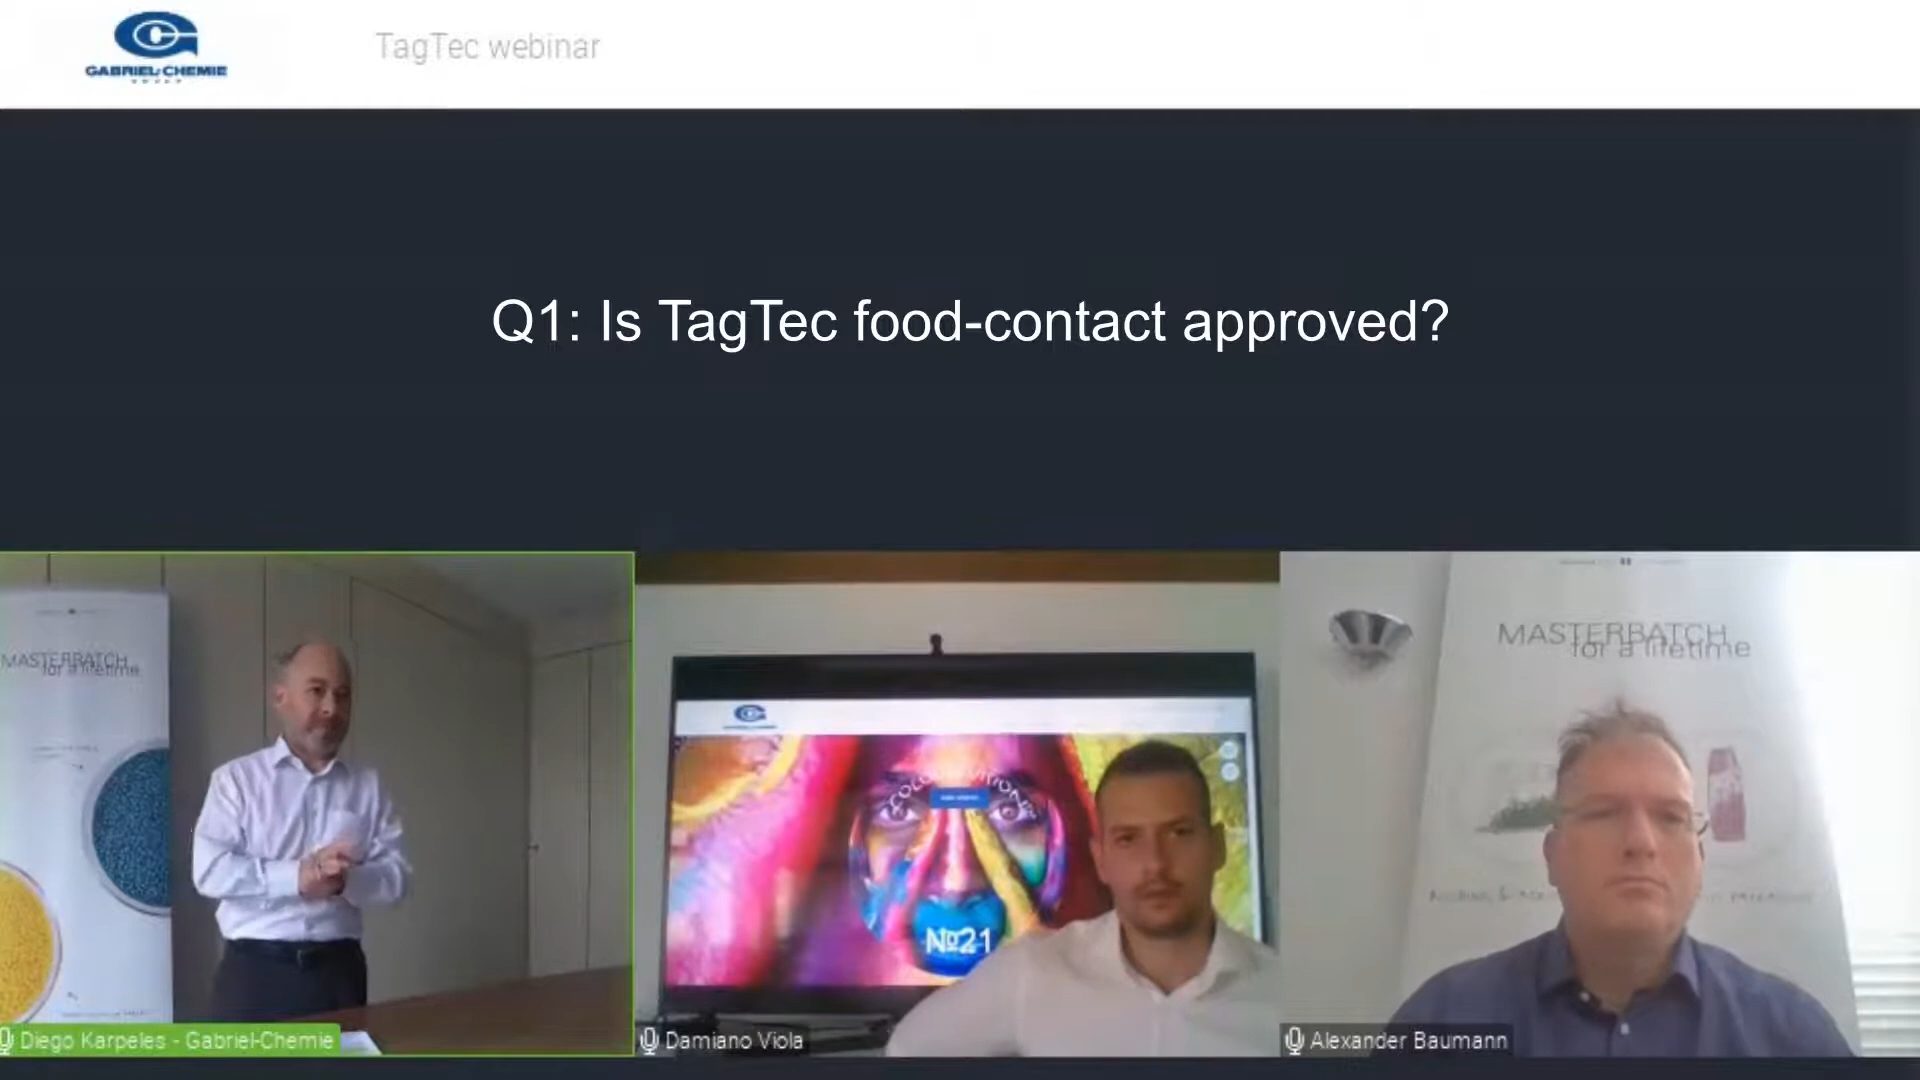 GABRIEL-CHEMIE
GROUP
TagTec webinar
Q1: Is TagTec food-contact approved?
MASTERBATCH
for a lifetime
Diego Karpeles - Gabriel-Chemie
№21
Damiano Viola
MASTERBATCH
for a lifetime
Alexander Baumann